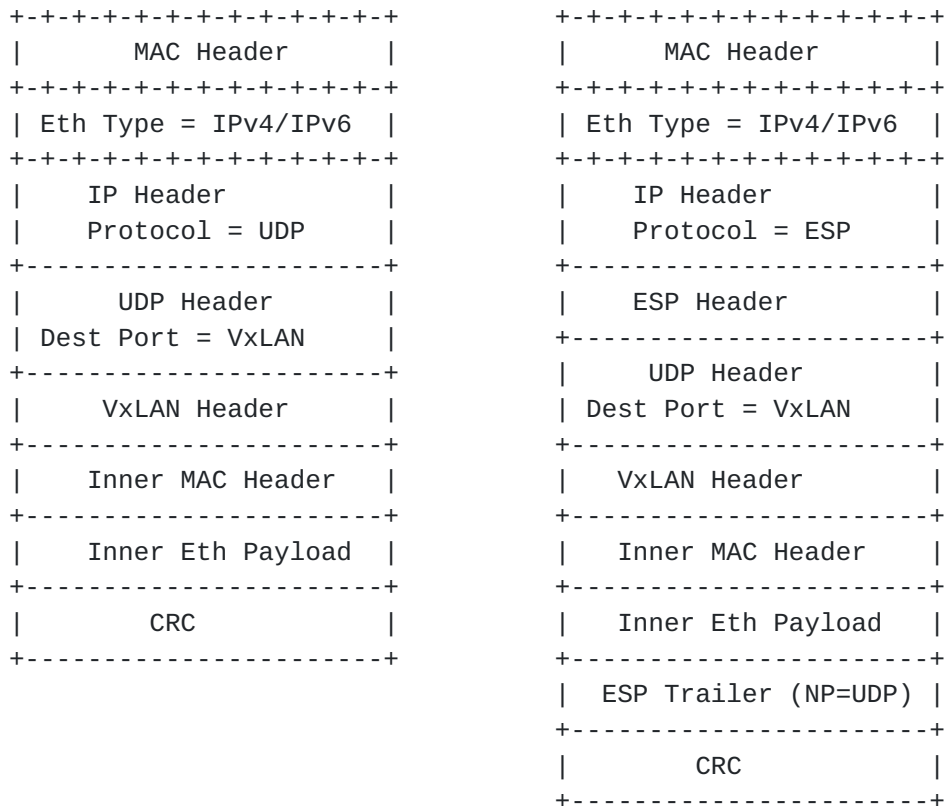 +-+-+-+-+-+-+-+-+-+-+-+-+          +-+-+-+-+-+-+-+-+-+-+-+-+
|       MAC Header      |          |      MAC Header       |
+-+-+-+-+-+-+-+-+-+-+-+-+          +-+-+-+-+-+-+-+-+-+-+-+-+
| Eth Type = IPv4/IPv6  |          | Eth Type = IPv4/IPv6  |
+-+-+-+-+-+-+-+-+-+-+-+-+          +-+-+-+-+-+-+-+-+-+-+-+-+
|    IP Header          |          |    IP Header          |
|    Protocol = UDP     |          |    Protocol = ESP     |
+-----------------------+          +-----------------------+
|      UDP Header       |          |    ESP Header         |
| Dest Port = VxLAN     |          +-----------------------+
+-----------------------+          |     UDP Header        |
|     VxLAN Header      |          | Dest Port = VxLAN     |
+-----------------------+          +-----------------------+
|    Inner MAC Header   |          |   VxLAN Header        |
+-----------------------+          +-----------------------+
|    Inner Eth Payload  |          |   Inner MAC Header    |
+-----------------------+          +-----------------------+
|        CRC            |          |   Inner Eth Payload   |
+-----------------------+          +-----------------------+
                                   |  ESP Trailer (NP=UDP) |
                                   +-----------------------+
                                   |        CRC            |
                                   +-----------------------+